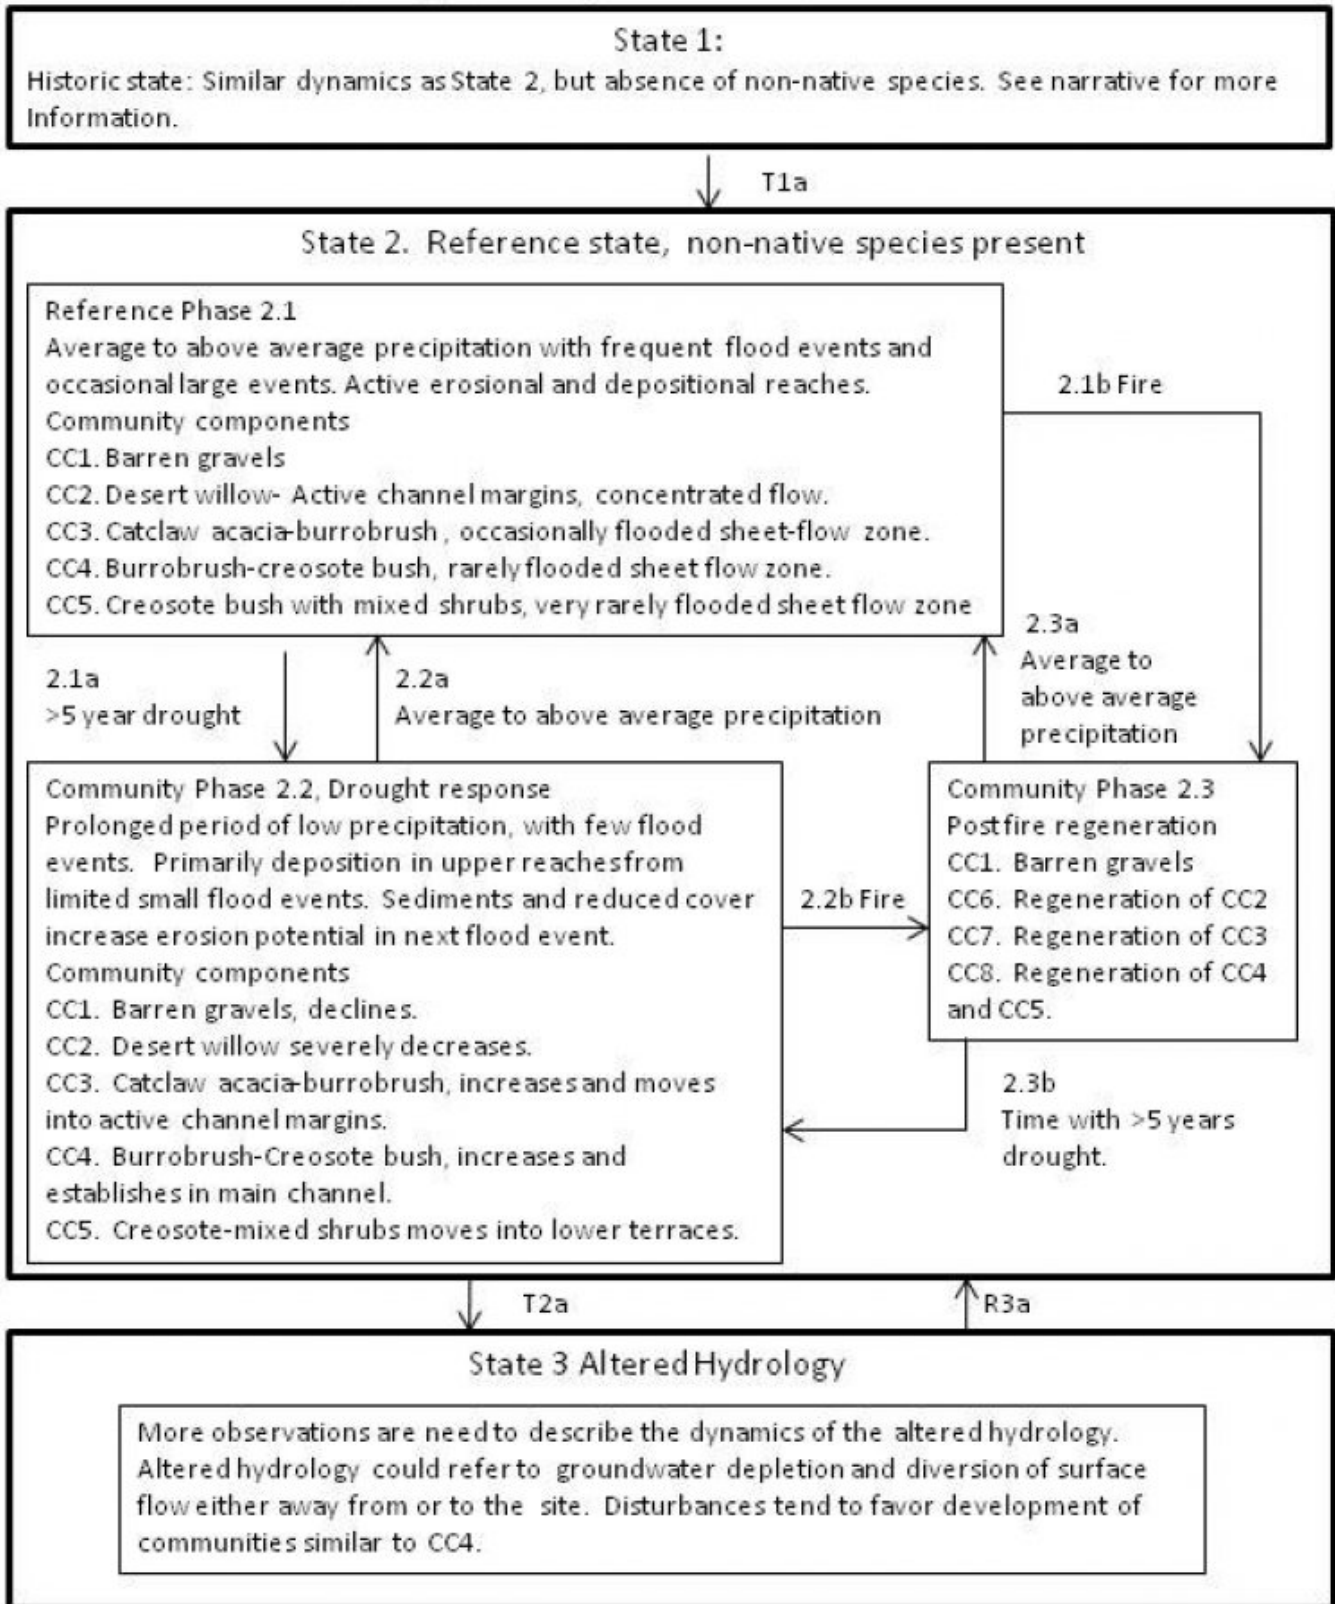 State 1:
Historic state: Similar dynamics as State 2, but absence of non-native species. See narrative for more
Information.
T1a
State 2. Reference state, non-native species present
Reference Phase 2.1
Average to above average precipitation with frequent flood events and
occasional large events. Active erosional and depositional reaches.
Community components
CC1. Barren gravels
CC2. Desert willow- Active channel margins, concentrated flow.
CC3. Catclaw acacia-burrobrush, occasionally flooded sheet-flow zone.
CC4. Burrobrush-creosote bush, rarely flooded sheet flow zone.
CC5. Creosote bush with mixed shrubs, very rarely flooded sheet flow zone
2.1b Fire
2.1a
>5 year drought
2.2a
Average to above average precipitation
2.3a
Average to
above average
precipitation
Community Phase 2.2, Drought response
Prolonged period of low precipitation, with few flood
events. Primarily deposition in upper reaches from
limited small flood events. Sediments and reduced cover
increase erosion potential in next flood event.
Community components
CC1. Barren gravels, declines.
CC2. Desert willow severely decreases.
CC3. Catclaw acacia-burrobrush, increases and moves
into active channel margins.
CC4. Burrobrush-Creosote bush, increases and
establishes in main channel.
CC5. Creosote-mixed shrubs moves into lower terraces.
2.2b Fire
Community Phase 2.3
Postfire regeneration
CC1. Barren gravels
CC6. Regeneration of CC2
CC7. Regeneration of CC3
CC8. Regeneration of CC4
and CC5.
2.3b
Time with >5 years
drought.
T2a
R3a
State 3 Altered Hydrology
More observations are need to describe the dynamics of the altered hydrology.
Altered hydrology could refer to groundwater depletion and diversion of surface
flow either away from or to the site. Disturbances tend to favor development of
communities similar to CC4.